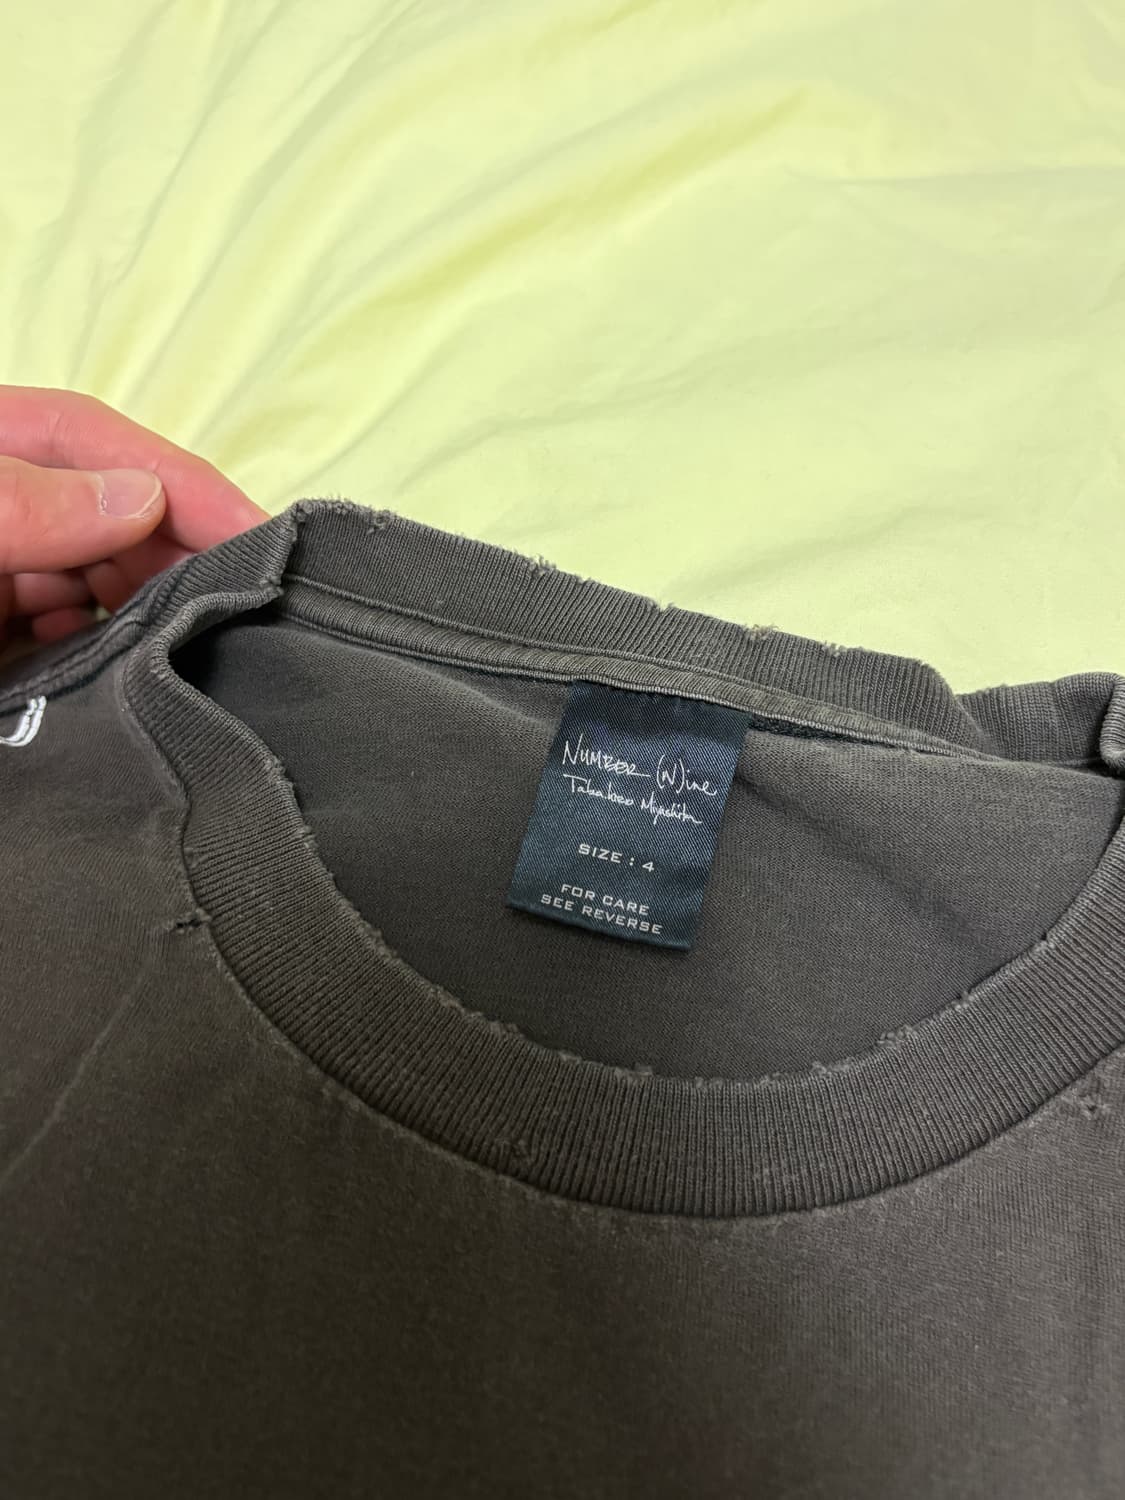 NUMBER (N)ine
Takahiro Miyashita
SIZE : 4
FOR CARE
SEE REVERSE